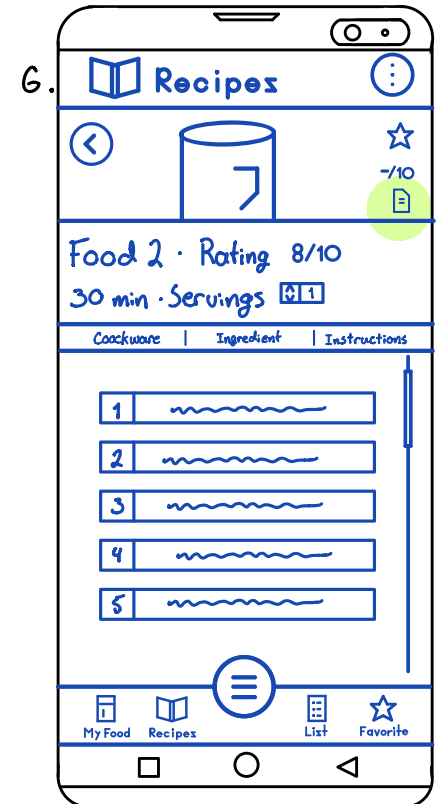 6.
Recipes
-/10
Food 2 · Rating 8/10
30 min · Servings 1
Coackware | Ingredient | Instructions
1
2
3
4
5
My Food Recipes List Favorite